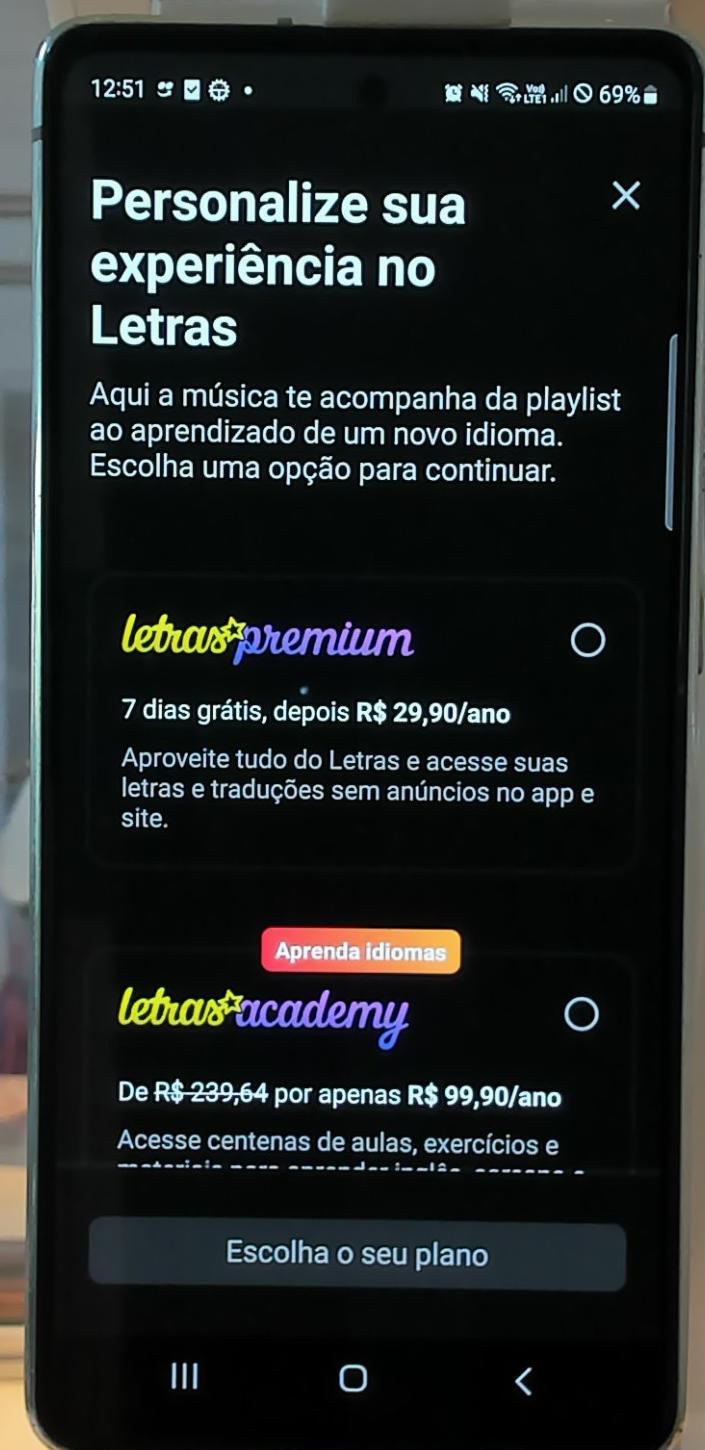 12:51
Vo))
LTE1
69%
Personalize sua
experiência no
Letras
Aqui a música te acompanha da playlist
ao aprendizado de um novo idioma.
Escolha uma opção para continuar.
letras premium
7 dias grátis, depois R$ 29,90/ano
Aproveite tudo do Letras e acesse suas
letras e traduções sem anúncios no app e
site.
Aprenda idiomas
letras academy
De R$ 239,64 por apenas R$ 99,90/ano
Acesse centenas de aulas, exercícios e
Escolha o seu plano